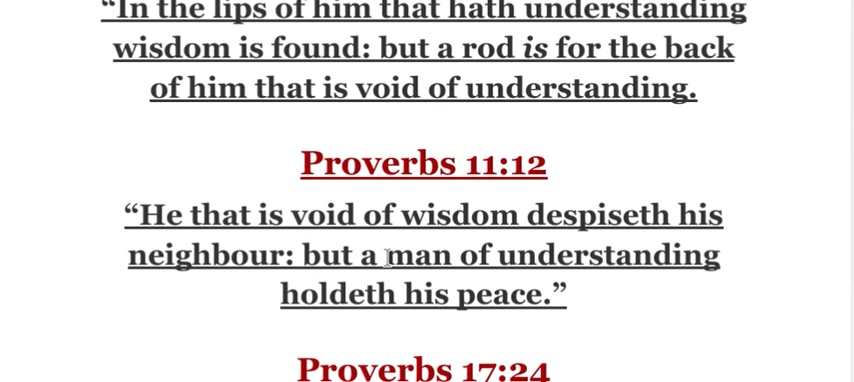 “In the lips of him that hath understanding
wisdom is found: but a rod is for the back
of him that is void of understanding.
Proverbs 11:12
“He that is void of wisdom despiseth his
neighbour: but a man of understanding
holdeth his peace.”
Proverbs 17:24